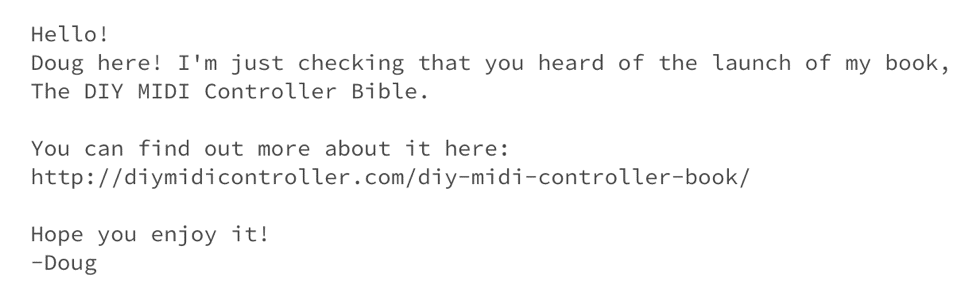 Hello!
Doug here! I'm just checking that you heard of the launch of my book,
The DIY MIDI Controller Bible.
You can find out more about it here:
http://diymidicontroller.com/diy-midi-controller-book/
Hope you enjoy it!
-Doug